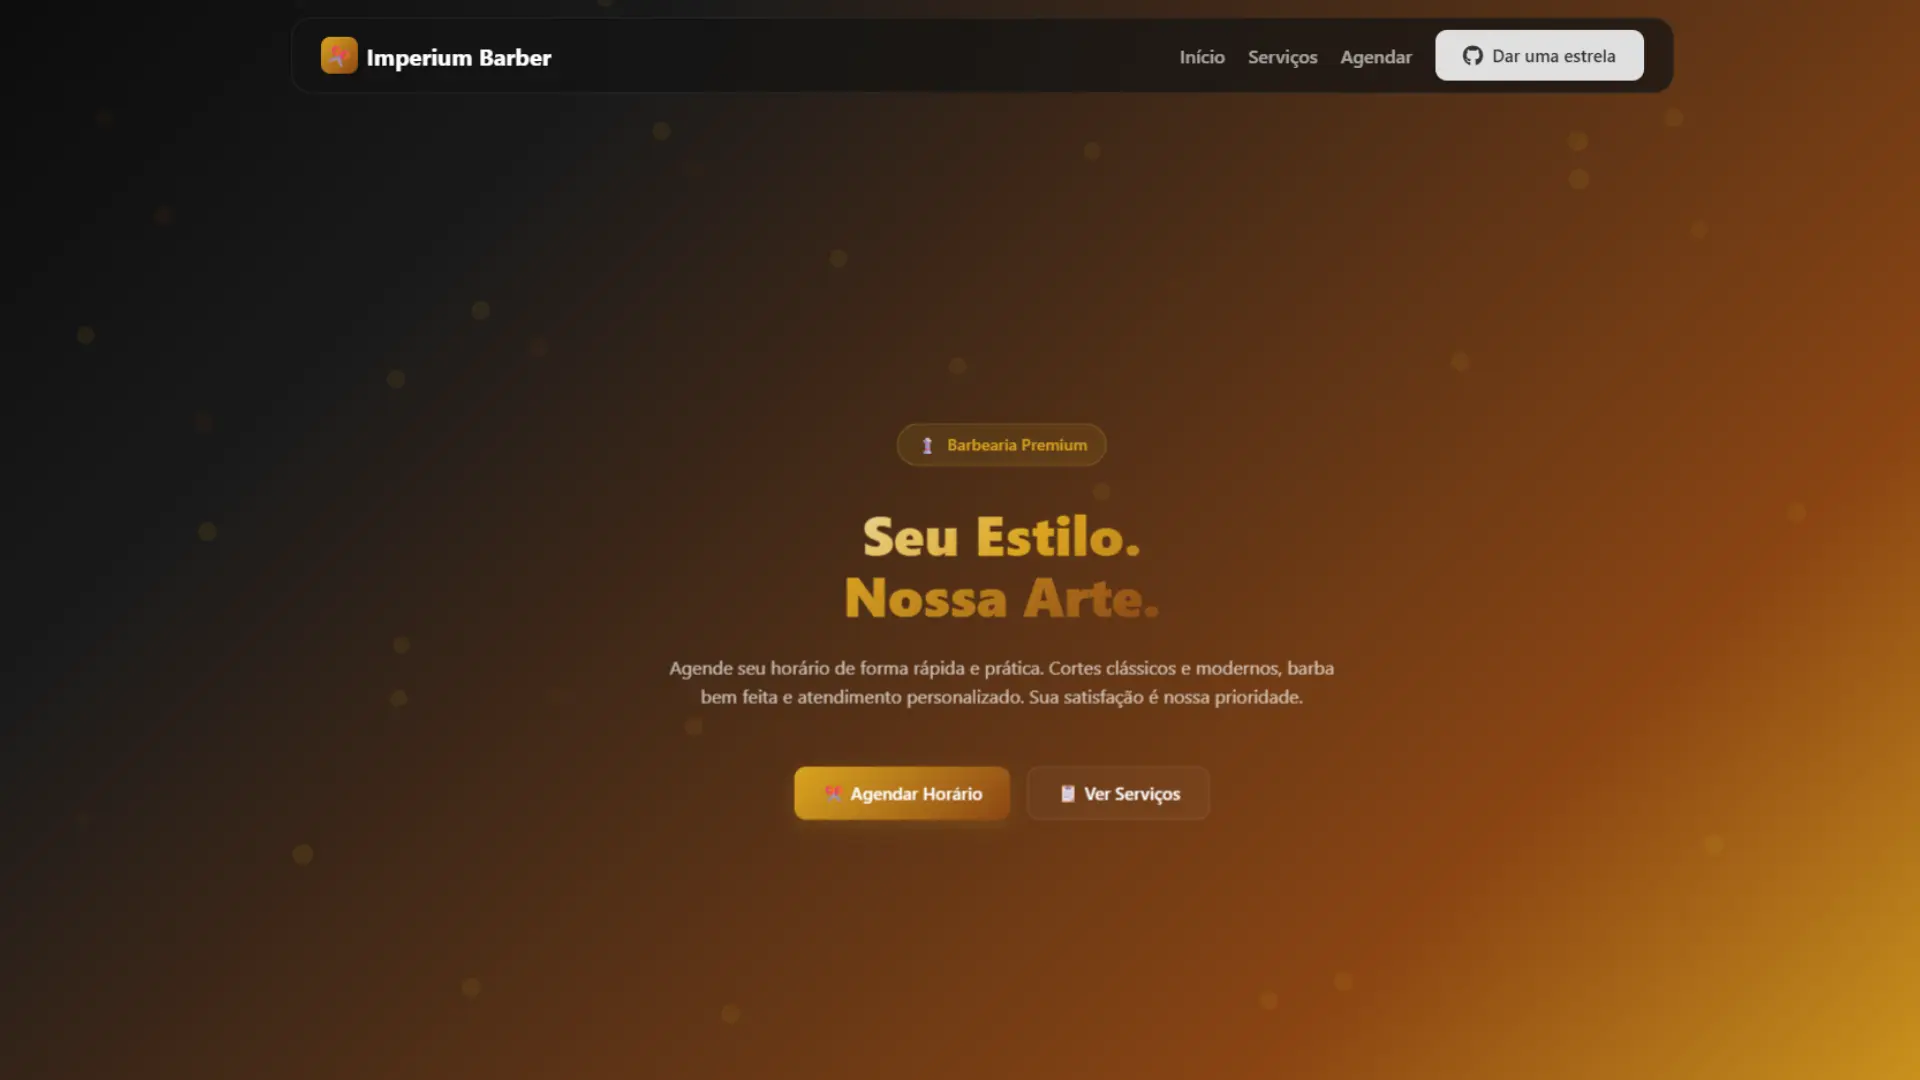 Imperium Barber
Início
Serviços
Agendar
Dar uma estrela
Barbearia Premium
Seu Estilo.
Nossa Arte.
Agende seu horário de forma rápida e prática. Cortes clássicos e modernos, barba
bem feita e atendimento personalizado. Sua satisfação é nossa prioridade.
Agendar Horário
Ver Serviços